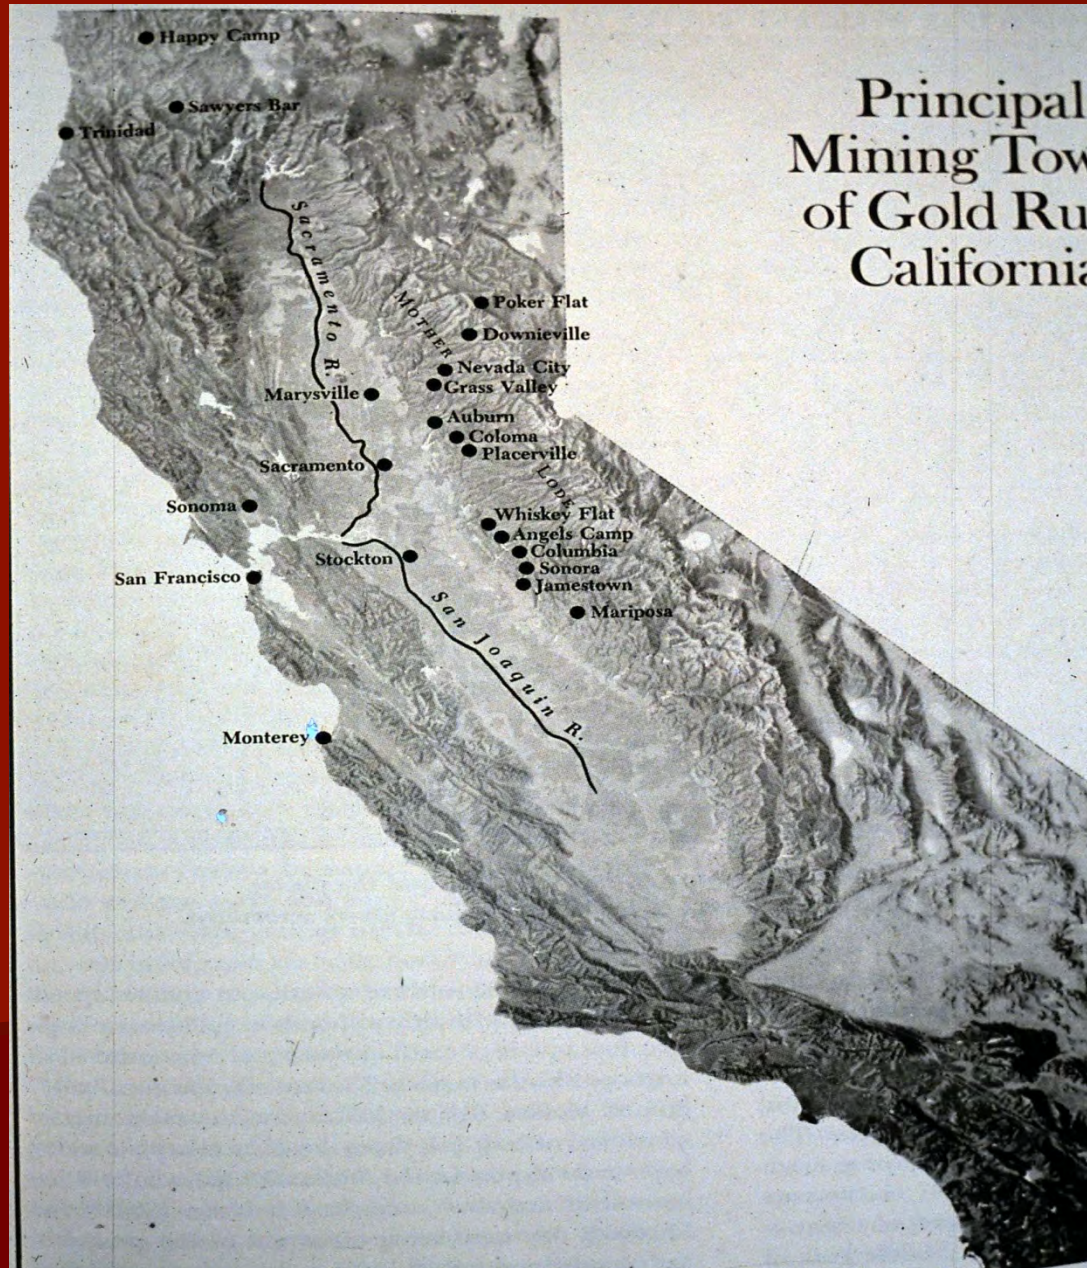 Principal
Mining Tow
of Gold Ru
California
Happy Camp
Sawyers Bar
Trinidad
Sacramento R.
MOTHER
Poker Flat
Downieville
Nevada City
Grass Valley
Marysville
Auburn
Coloma
Placerville
Sacramento
LODE
Sonoma
Whiskey Flat
Angels Camp
Columbia
Stockton
Sonora
San Francisco
Jamestown
Mariposa
San Joaquin R.
Monterey